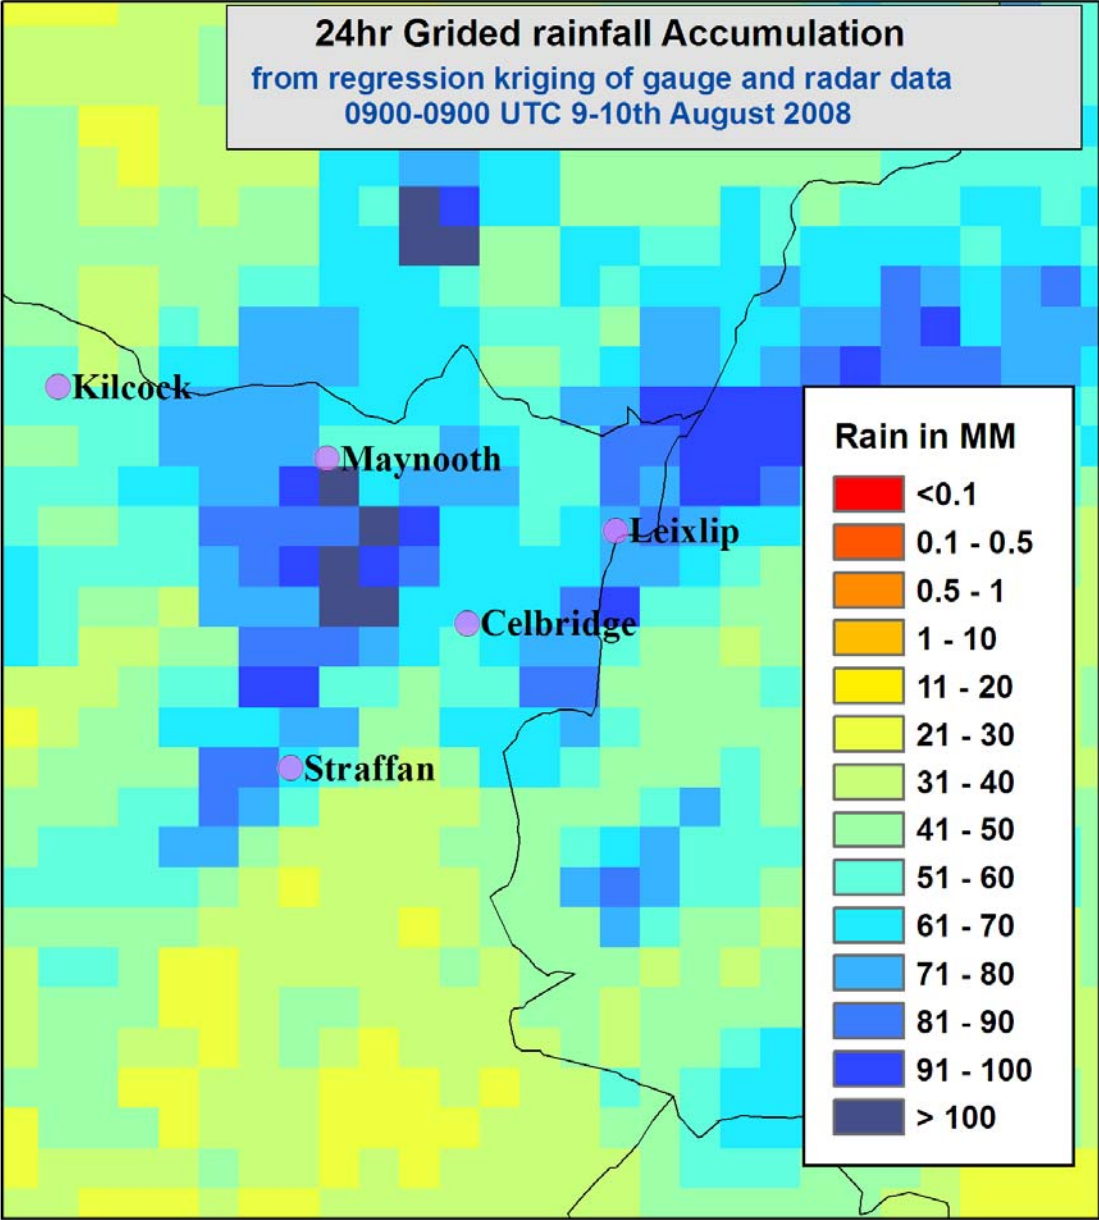 24hr Grided rainfall Accumulation
from regression kriging of gauge and radar data
0900-0900 UTC 9-10th August 2008
Kilcock
Maynooth
Leixlip
Celbridge
Straffan
Rain in MM
<0.1
0.1 - 0.5
0.5 - 1
1 - 10
11 - 20
21 - 30
31 - 40
41 - 50
51 - 60
61 - 70
71 - 80
81 - 90
91 - 100
> 100